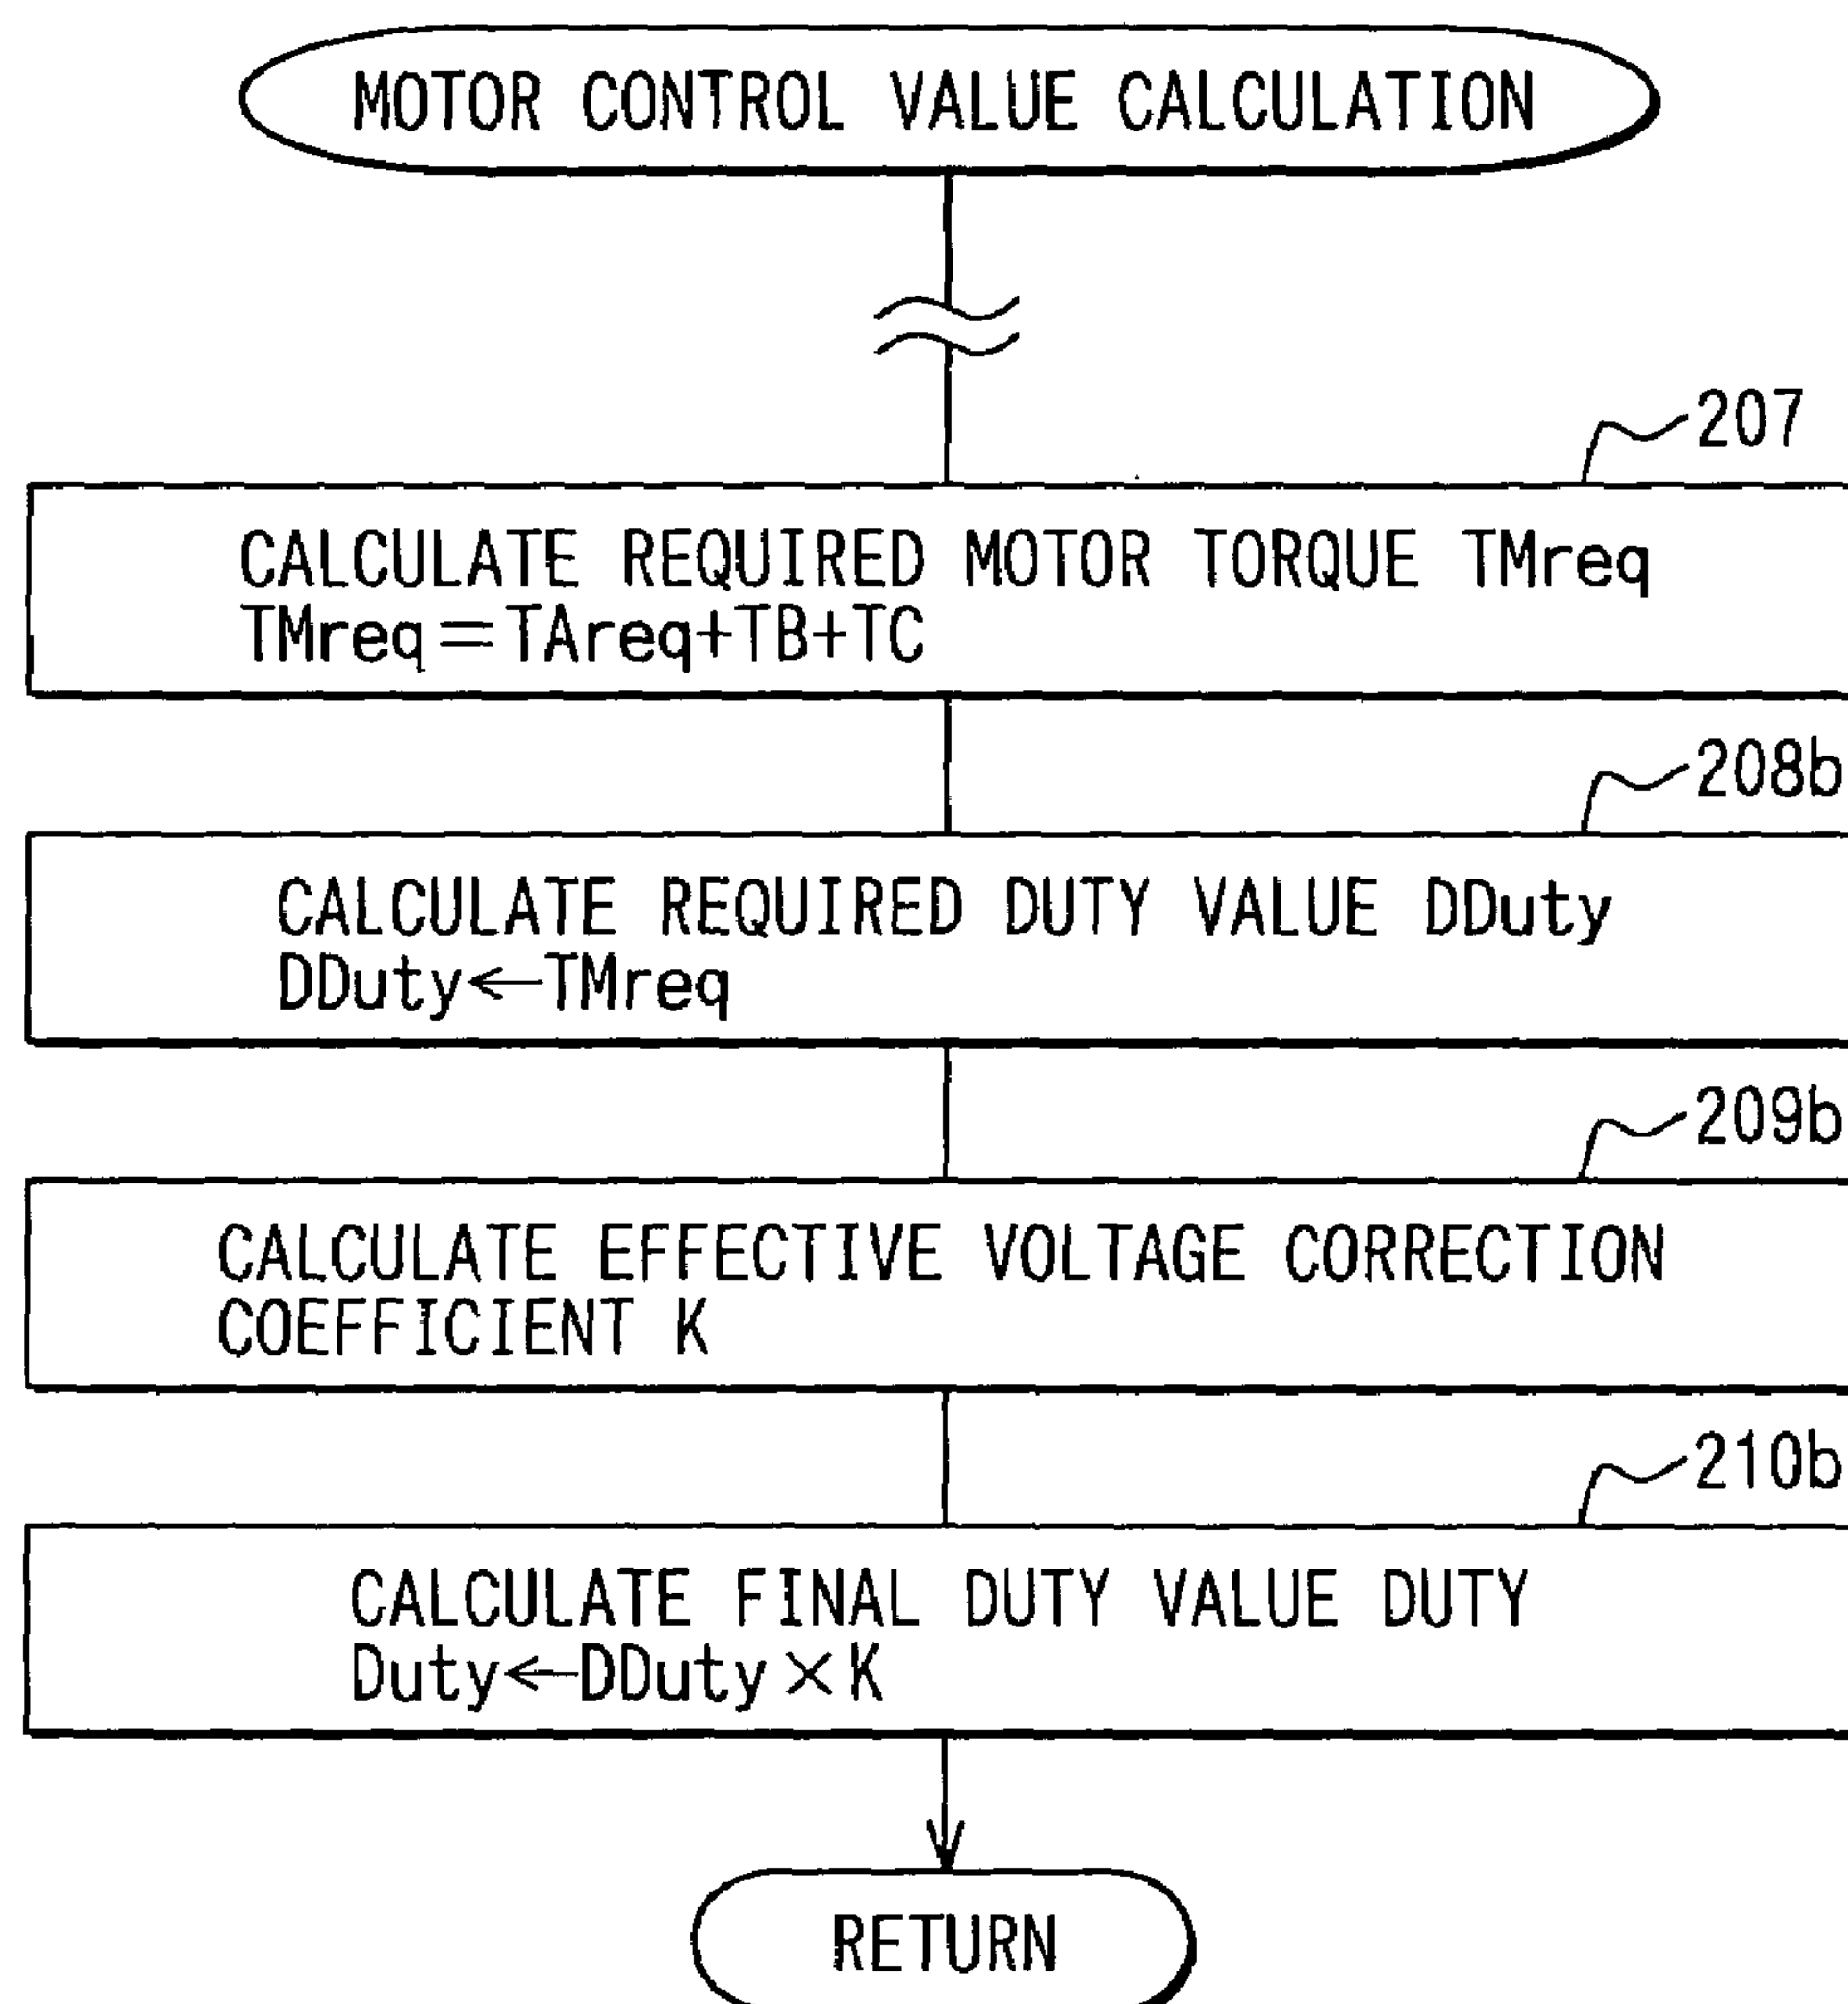 MOTOR CONTROL VALUE CALCULATION
207
CALCULATE REQUIRED MOTOR TORQUE TMreq
TMreq=TAreq+TB+TC
208b
CALCULATE REQUIRED DUTY VALUE DDuty
DDuty←TMreq
209b
CALCULATE EFFECTIVE VOLTAGE CORRECTION
COEFFICIENT K
210b
CALCULATE FINAL DUTY VALUE DUTY
Duty←DDuty×K
RETURN